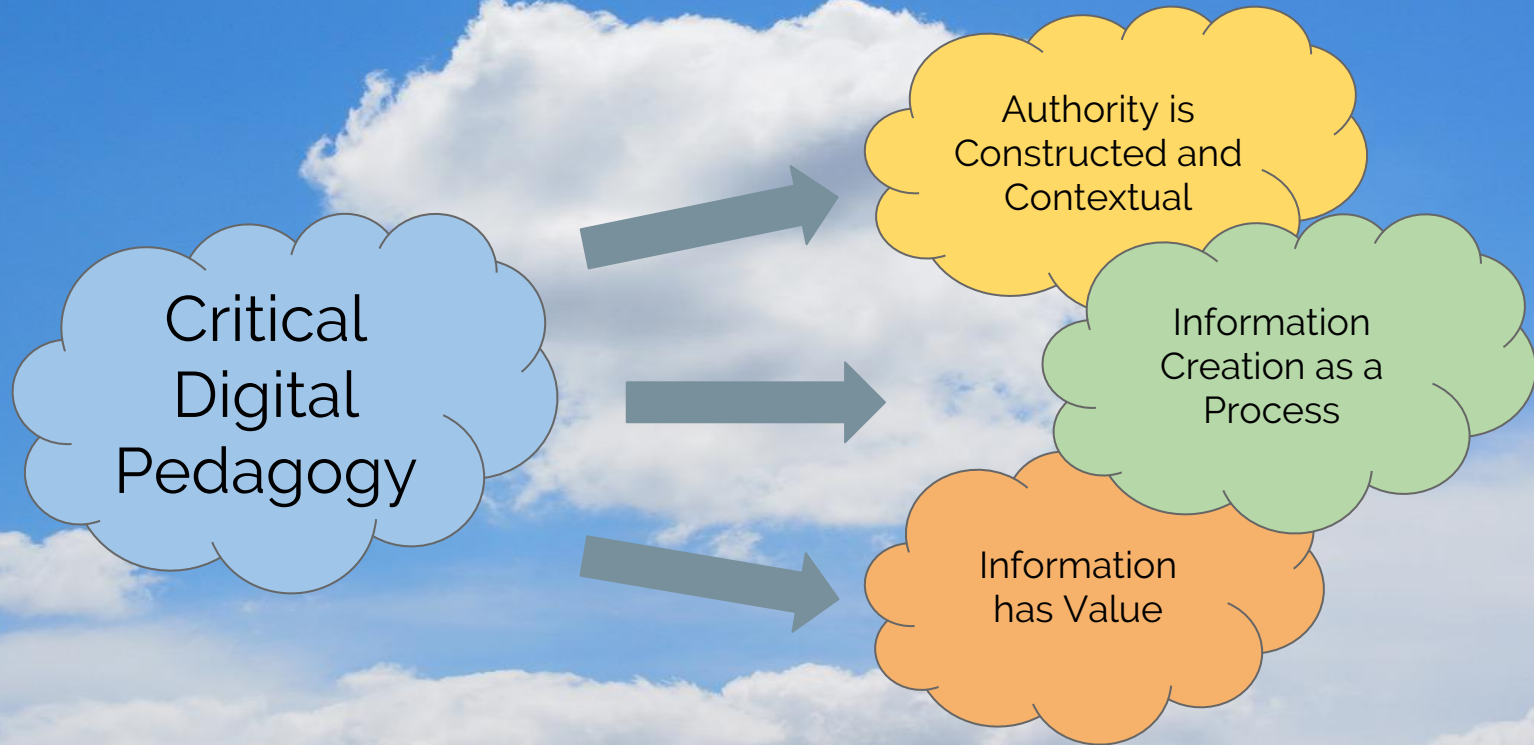 Critical
Digital
Pedagogy
Authority is
Constructed and
Contextual
Information
Creation as a
Process
Information
has Value